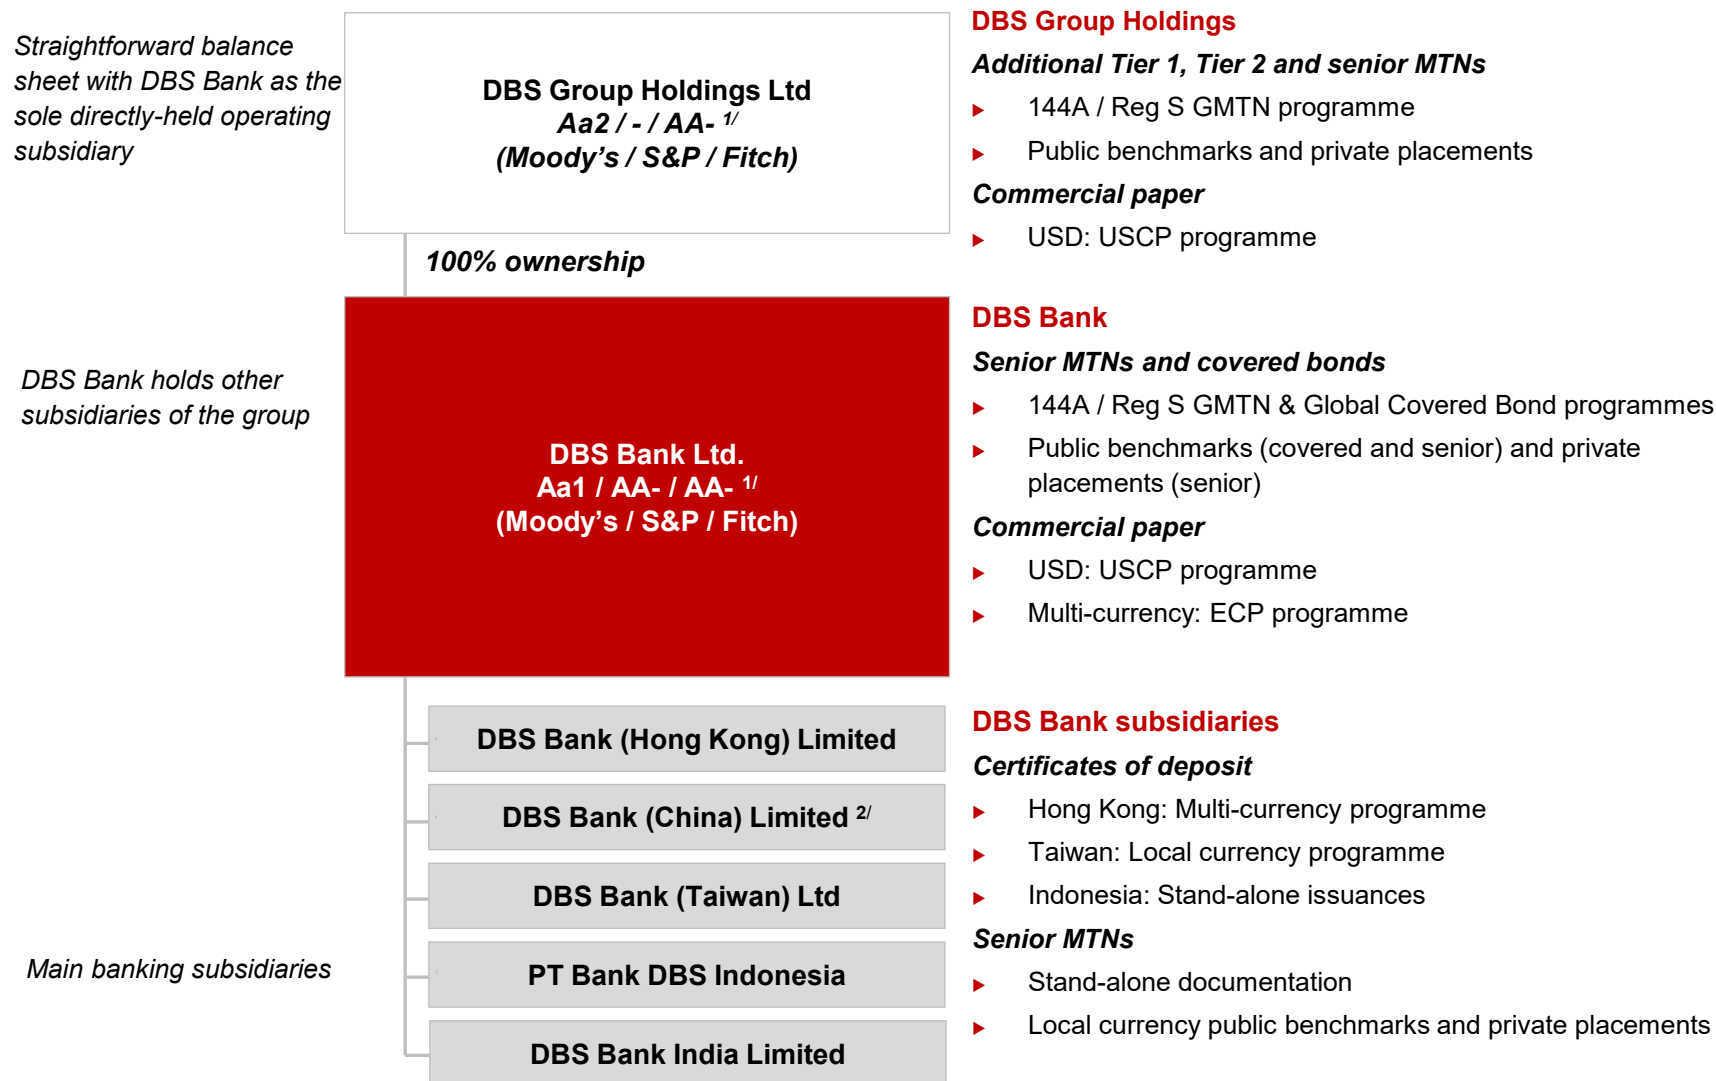 Straightforward balance
sheet with DBS Bank as the
sole directly-held operating
subsidiary
DBS Group Holdings Ltd
Aa2 / - / AA- 1/
(Moody's / S&P / Fitch)
DBS Group Holdings
Additional Tier 1, Tier 2 and senior MTNs
144A / Reg S GMTN programme
Public benchmarks and private placements
Commercial paper
USD: USCP programme
100% ownership
DBS Bank holds other
subsidiaries of the group
DBS Bank Ltd.
Aa1 / AA- / AA- 1/
(Moody's / S&P / Fitch)
DBS Bank
Senior MTNs and covered bonds
144A / Reg S GMTN & Global Covered Bond programmes
Public benchmarks (covered and senior) and private
placements (senior)
Commercial paper
USD: USCP programme
Multi-currency: ECP programme
Main banking subsidiaries
DBS Bank (Hong Kong) Limited
DBS Bank (China) Limited 2/
DBS Bank (Taiwan) Ltd
PT Bank DBS Indonesia
DBS Bank India Limited
DBS Bank subsidiaries
Certificates of deposit
Hong Kong: Multi-currency programme
Taiwan: Local currency programme
Indonesia: Stand-alone issuances
Senior MTNs
Stand-alone documentation
Local currency public benchmarks and private placements